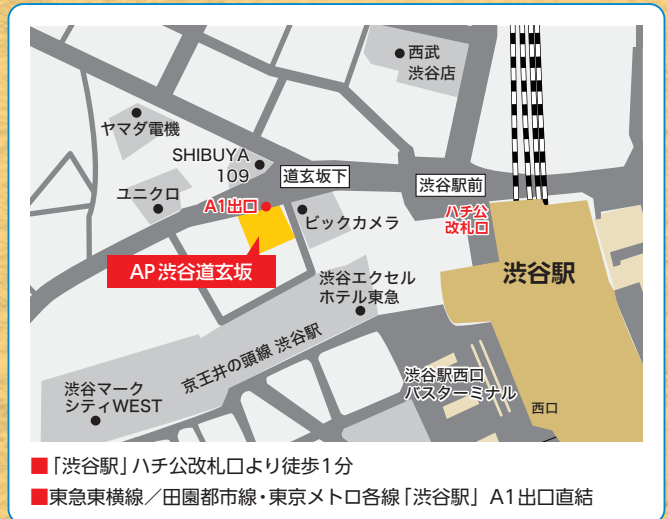 西武
渋谷店
ヤマダ電機
SHIBUYA
109
道玄坂下
渋谷駅前
ユニクロ
A1出口
ビックカメラ
ハチ公
改札口
AP渋谷道玄坂
渋谷エクセル
ホテル東急
渋谷駅
京王井の頭線 渋谷駅
渋谷マーク
シティWEST
渋谷駅西口
バスターミナル
西口
■「渋谷駅」ハチ公改札口より徒歩1分
■東急東横線／田園都市線・東京メトロ各線「渋谷駅」 A1出口直結